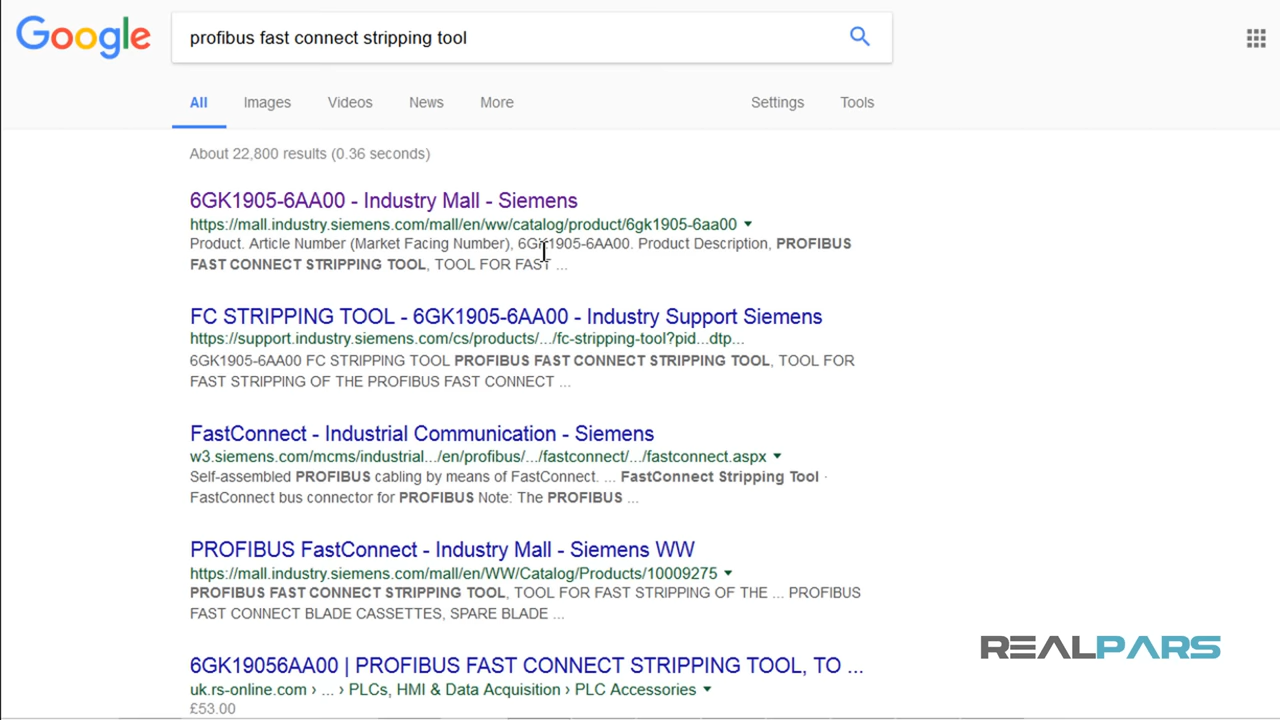 Google
profibus fast connect stripping tool
All Images Videos News More Settings Tools
About 22,800 results (0.36 seconds)
6GK1905-6AA00 - Industry Mall - Siemens
https://mall.industry.siemens.com/mall/en/ww/catalog/product/6gk1905-6aa00
Product. Article Number (Market Facing Number), 6GK1905-6AA00. Product Description, PROFIBUS
FAST CONNECT STRIPPING TOOL, TOOL FOR FAST ...
FC STRIPPING TOOL - 6GK1905-6AA00 - Industry Support Siemens
https://support.industry.siemens.com/cs/products/.../fc-stripping-tool?pid...dtp...
6GK1905-6AA00 FC STRIPPING TOOL PROFIBUS FAST CONNECT STRIPPING TOOL, TOOL FOR
FAST STRIPPING OF THE PROFIBUS FAST CONNECT ...
FastConnect - Industrial Communication - Siemens
w3.siemens.com/mcms/industrial.../en/profibus/.../fastconnect/.../fastconnect.aspx
Self-assembled PROFIBUS cabling by means of FastConnect. ... FastConnect Stripping Tool ·
FastConnect bus connector for PROFIBUS Note: The PROFIBUS ...
PROFIBUS FastConnect - Industry Mall - Siemens WW
https://mall.industry.siemens.com/mall/en/WW/Catalog/Products/10009275
PROFIBUS FAST CONNECT STRIPPING TOOL, TOOL FOR FAST STRIPPING OF THE ... PROFIBUS
FAST CONNECT BLADE CASSETTES, SPARE BLADE ...
REALPARS
6GK19056AA00 | PROFIBUS FAST CONNECT STRIPPING TOOL, TO ...
uk.rs-online.com › ... › PLCs, HMI & Data Acquisition › PLC Accessories
£53.00